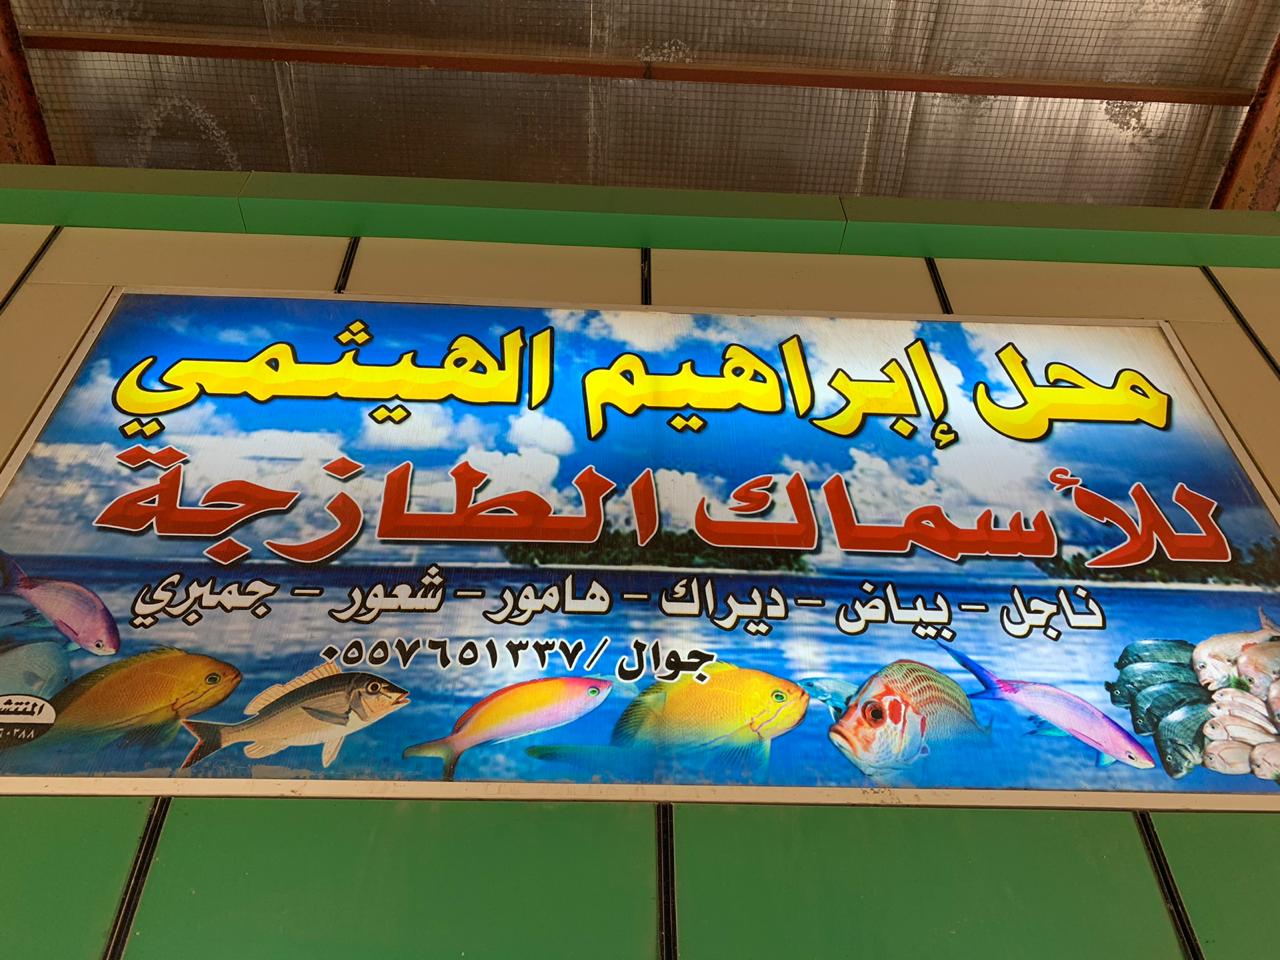 محل إبراهيم الهيثمي
للأسماك الطازجة
ناجل - بياض - ديراك - هامور - شعور - جمبري
جوال / ٠٥٥٧٦٥١٣٣٧